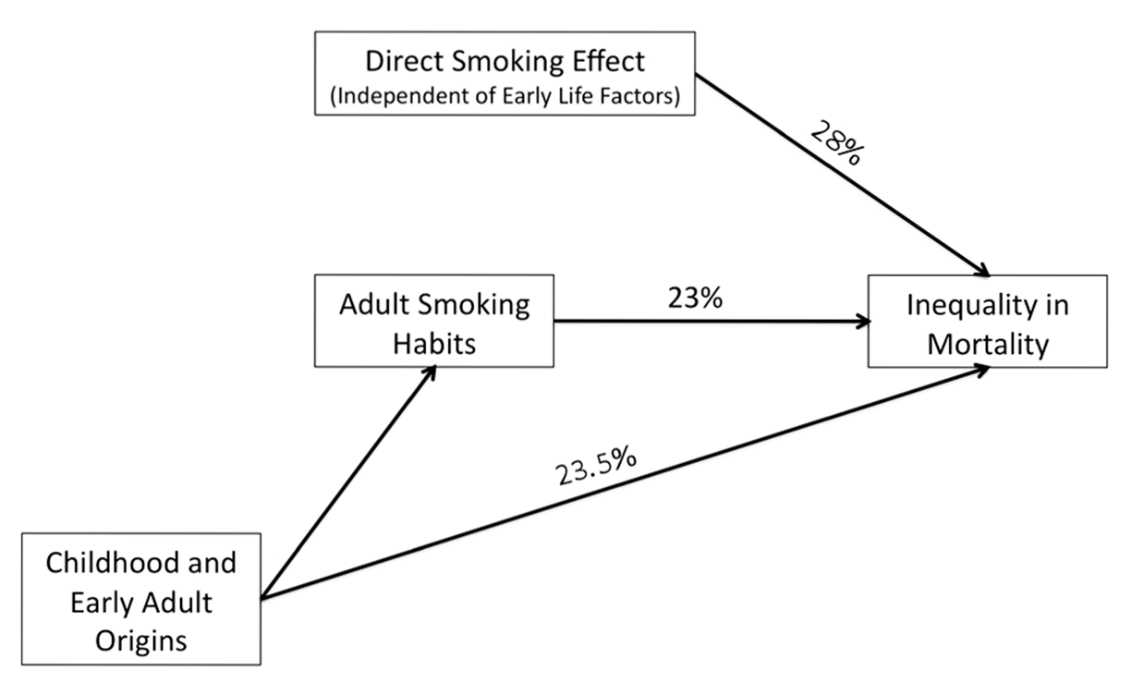 Direct Smoking Effect
(Independent of Early Life Factors)
28%
Adult Smoking
Habits
23%
Inequality in
Mortality
23.5%
Childhood and
Early Adult
Origins